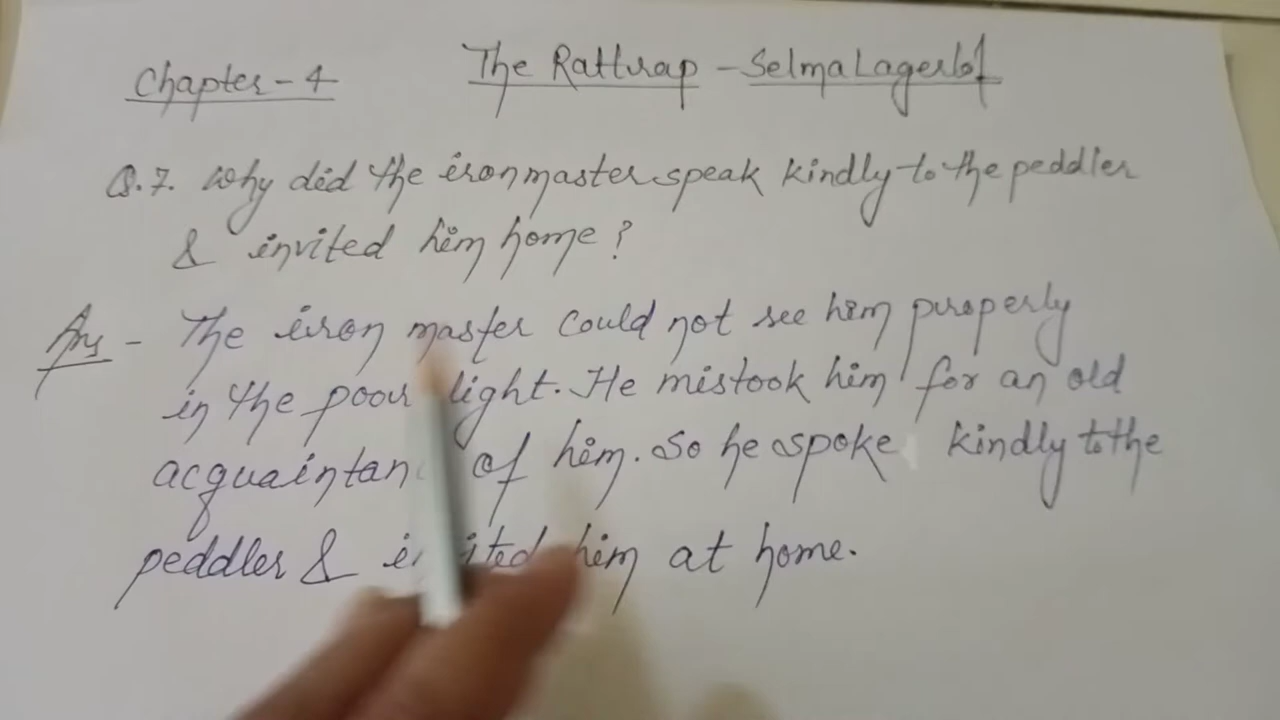 Chapter-4 The Rattrap - Selma Lagerlof
Q.7. Why did the ironmaster speak kindly to the peddler
& invited him home?
Ans - The iron master could not see him properly
in the poor light. He mistook him for an old
of him. So he spoke kindly to the
peddler & him at home.